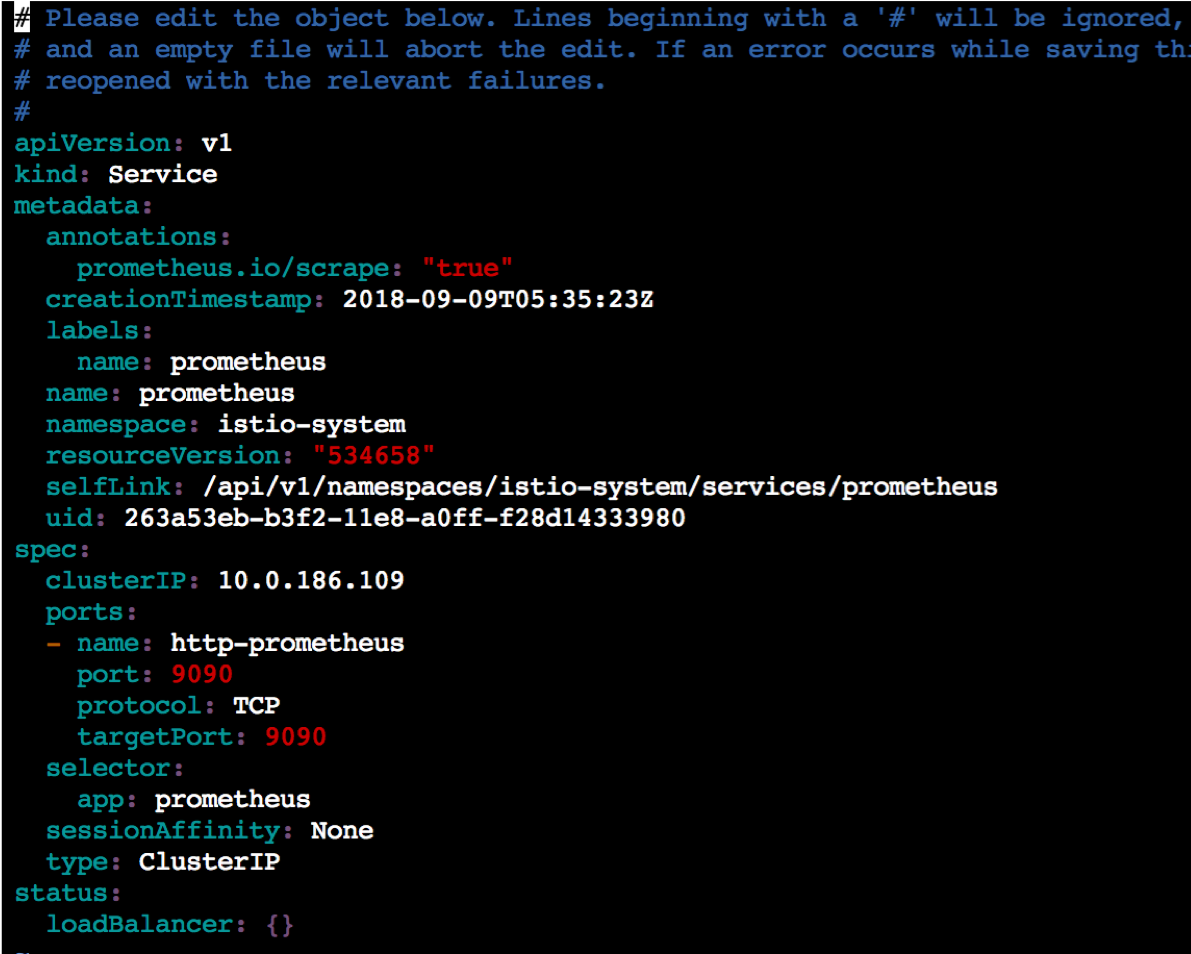 # Please edit the object below. Lines beginning with a '#' will be ignored,
# and an empty file will abort the edit. If an error occurs while saving
# reopened with the relevant failures.
#
apiVersion: v1
kind: Service
metadata:
  annotations:
    prometheus.io/scrape: "true"
  creationTimestamp: 2018-09-09T05:35:23Z
  labels:
    name: prometheus
  name: prometheus
  namespace: istio-system
  resourceVersion: "534658"
  selfLink: /api/v1/namespaces/istio-system/services/prometheus
  uid: 263a53eb-b3f2-11e8-a0ff-f28d14333980
spec:
  clusterIP: 10.0.186.109
  ports:
  - name: http-prometheus
    port: 9090
    protocol: TCP
    targetPort: 9090
  selector:
    app: prometheus
  sessionAffinity: None
  type: ClusterIP
status:
  loadBalancer: {}